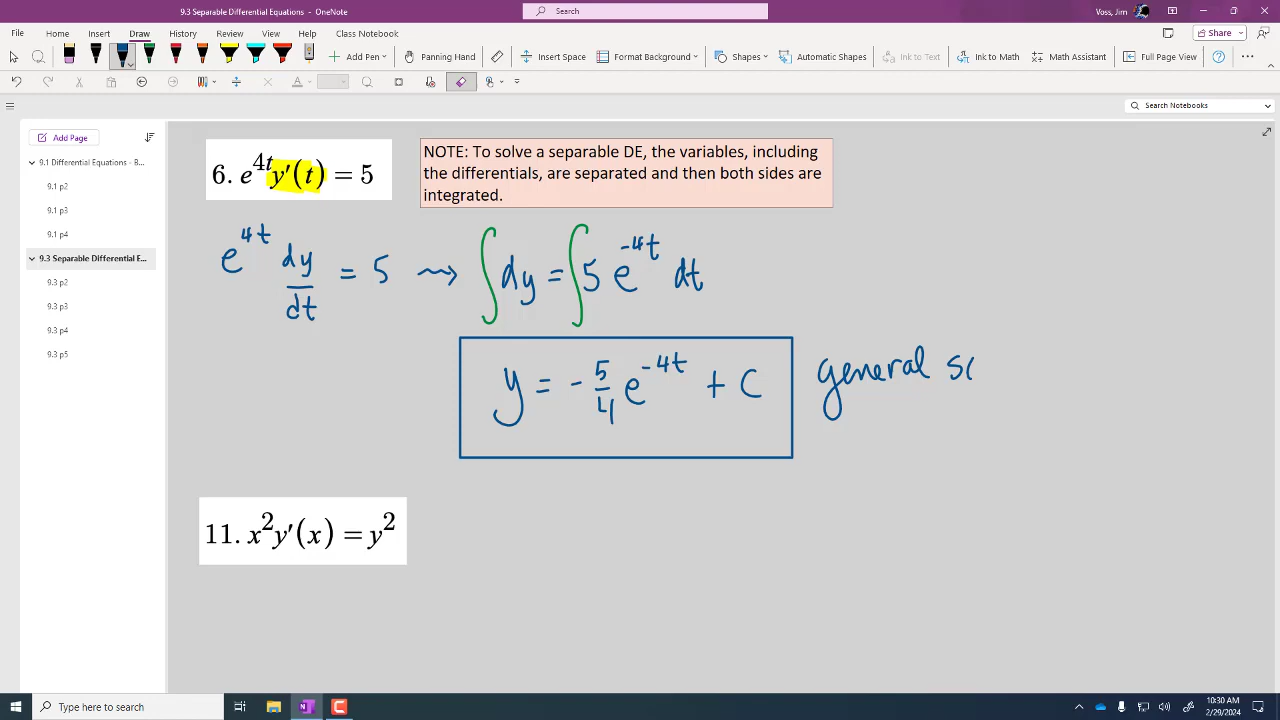 9.3 Separable Differential Equations - OneNote
Search
Voss, Jim
File Home Insert Draw History Review View Help Class Notebook
Share
Add Pen Panning Hand Insert Space Format Background Shapes Automatic Shapes Ink to Text Ink to Math Math Assistant Full Page View
Search Notebooks
Add Page
9.1 Differential Equations - B...
9.1 p2
9.1 p3
9.1 p4
9.3 Separable Differential E...
9.3 p2
9.3 p3
9.3 p4
9.3 p5
6. e^{4t}y′(t) = 5
NOTE: To solve a separable DE, the variables, including
the differentials, are separated and then both sides are
integrated.
e^{4t} dy/dt = 5 ⇝ ∫dy = ∫5 e^{-4t} dt
y = -5/4 e^{-4t} + C general so
11. x²y′(x) = y²
Type here to search
10:30 AM
2/29/2024